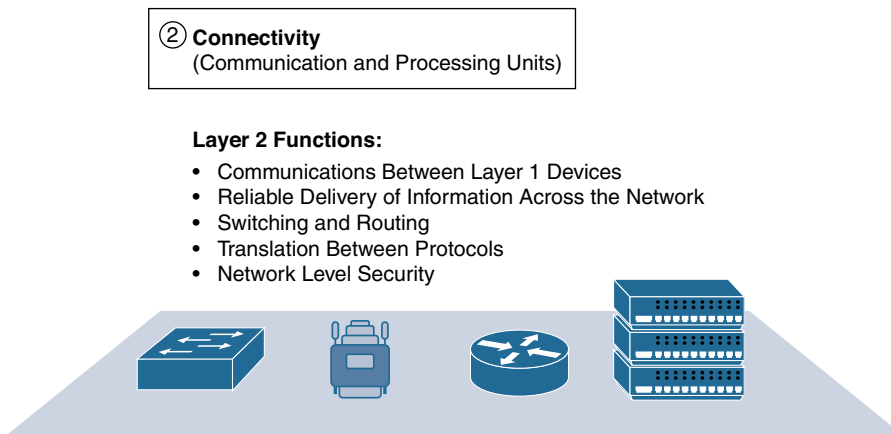 ② Connectivity
(Communication and Processing Units)
Layer 2 Functions:
• Communications Between Layer 1 Devices
• Reliable Delivery of Information Across the Network
• Switching and Routing
• Translation Between Protocols
• Network Level Security